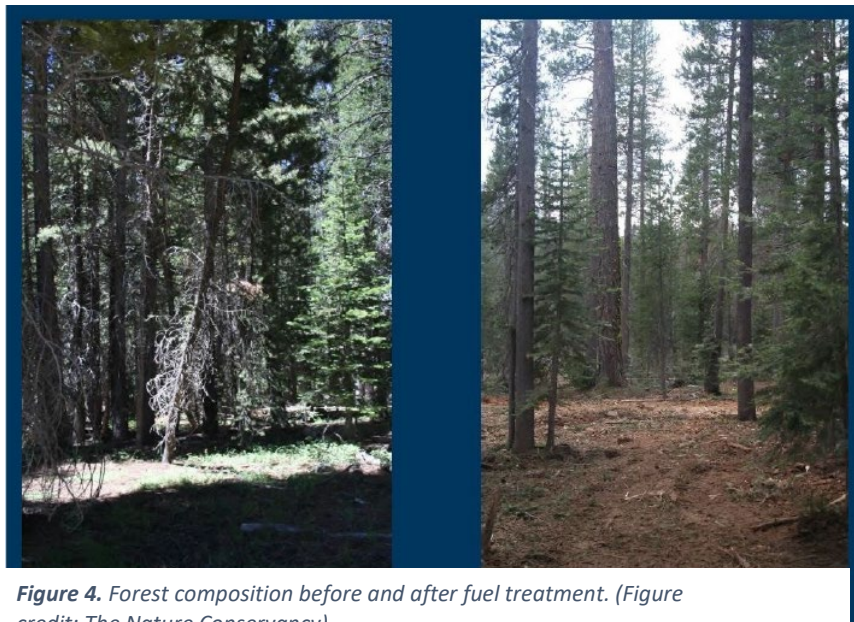 Figure 4. Forest composition before and after fuel treatment. (Figure
credit: The Nature Conservancy)